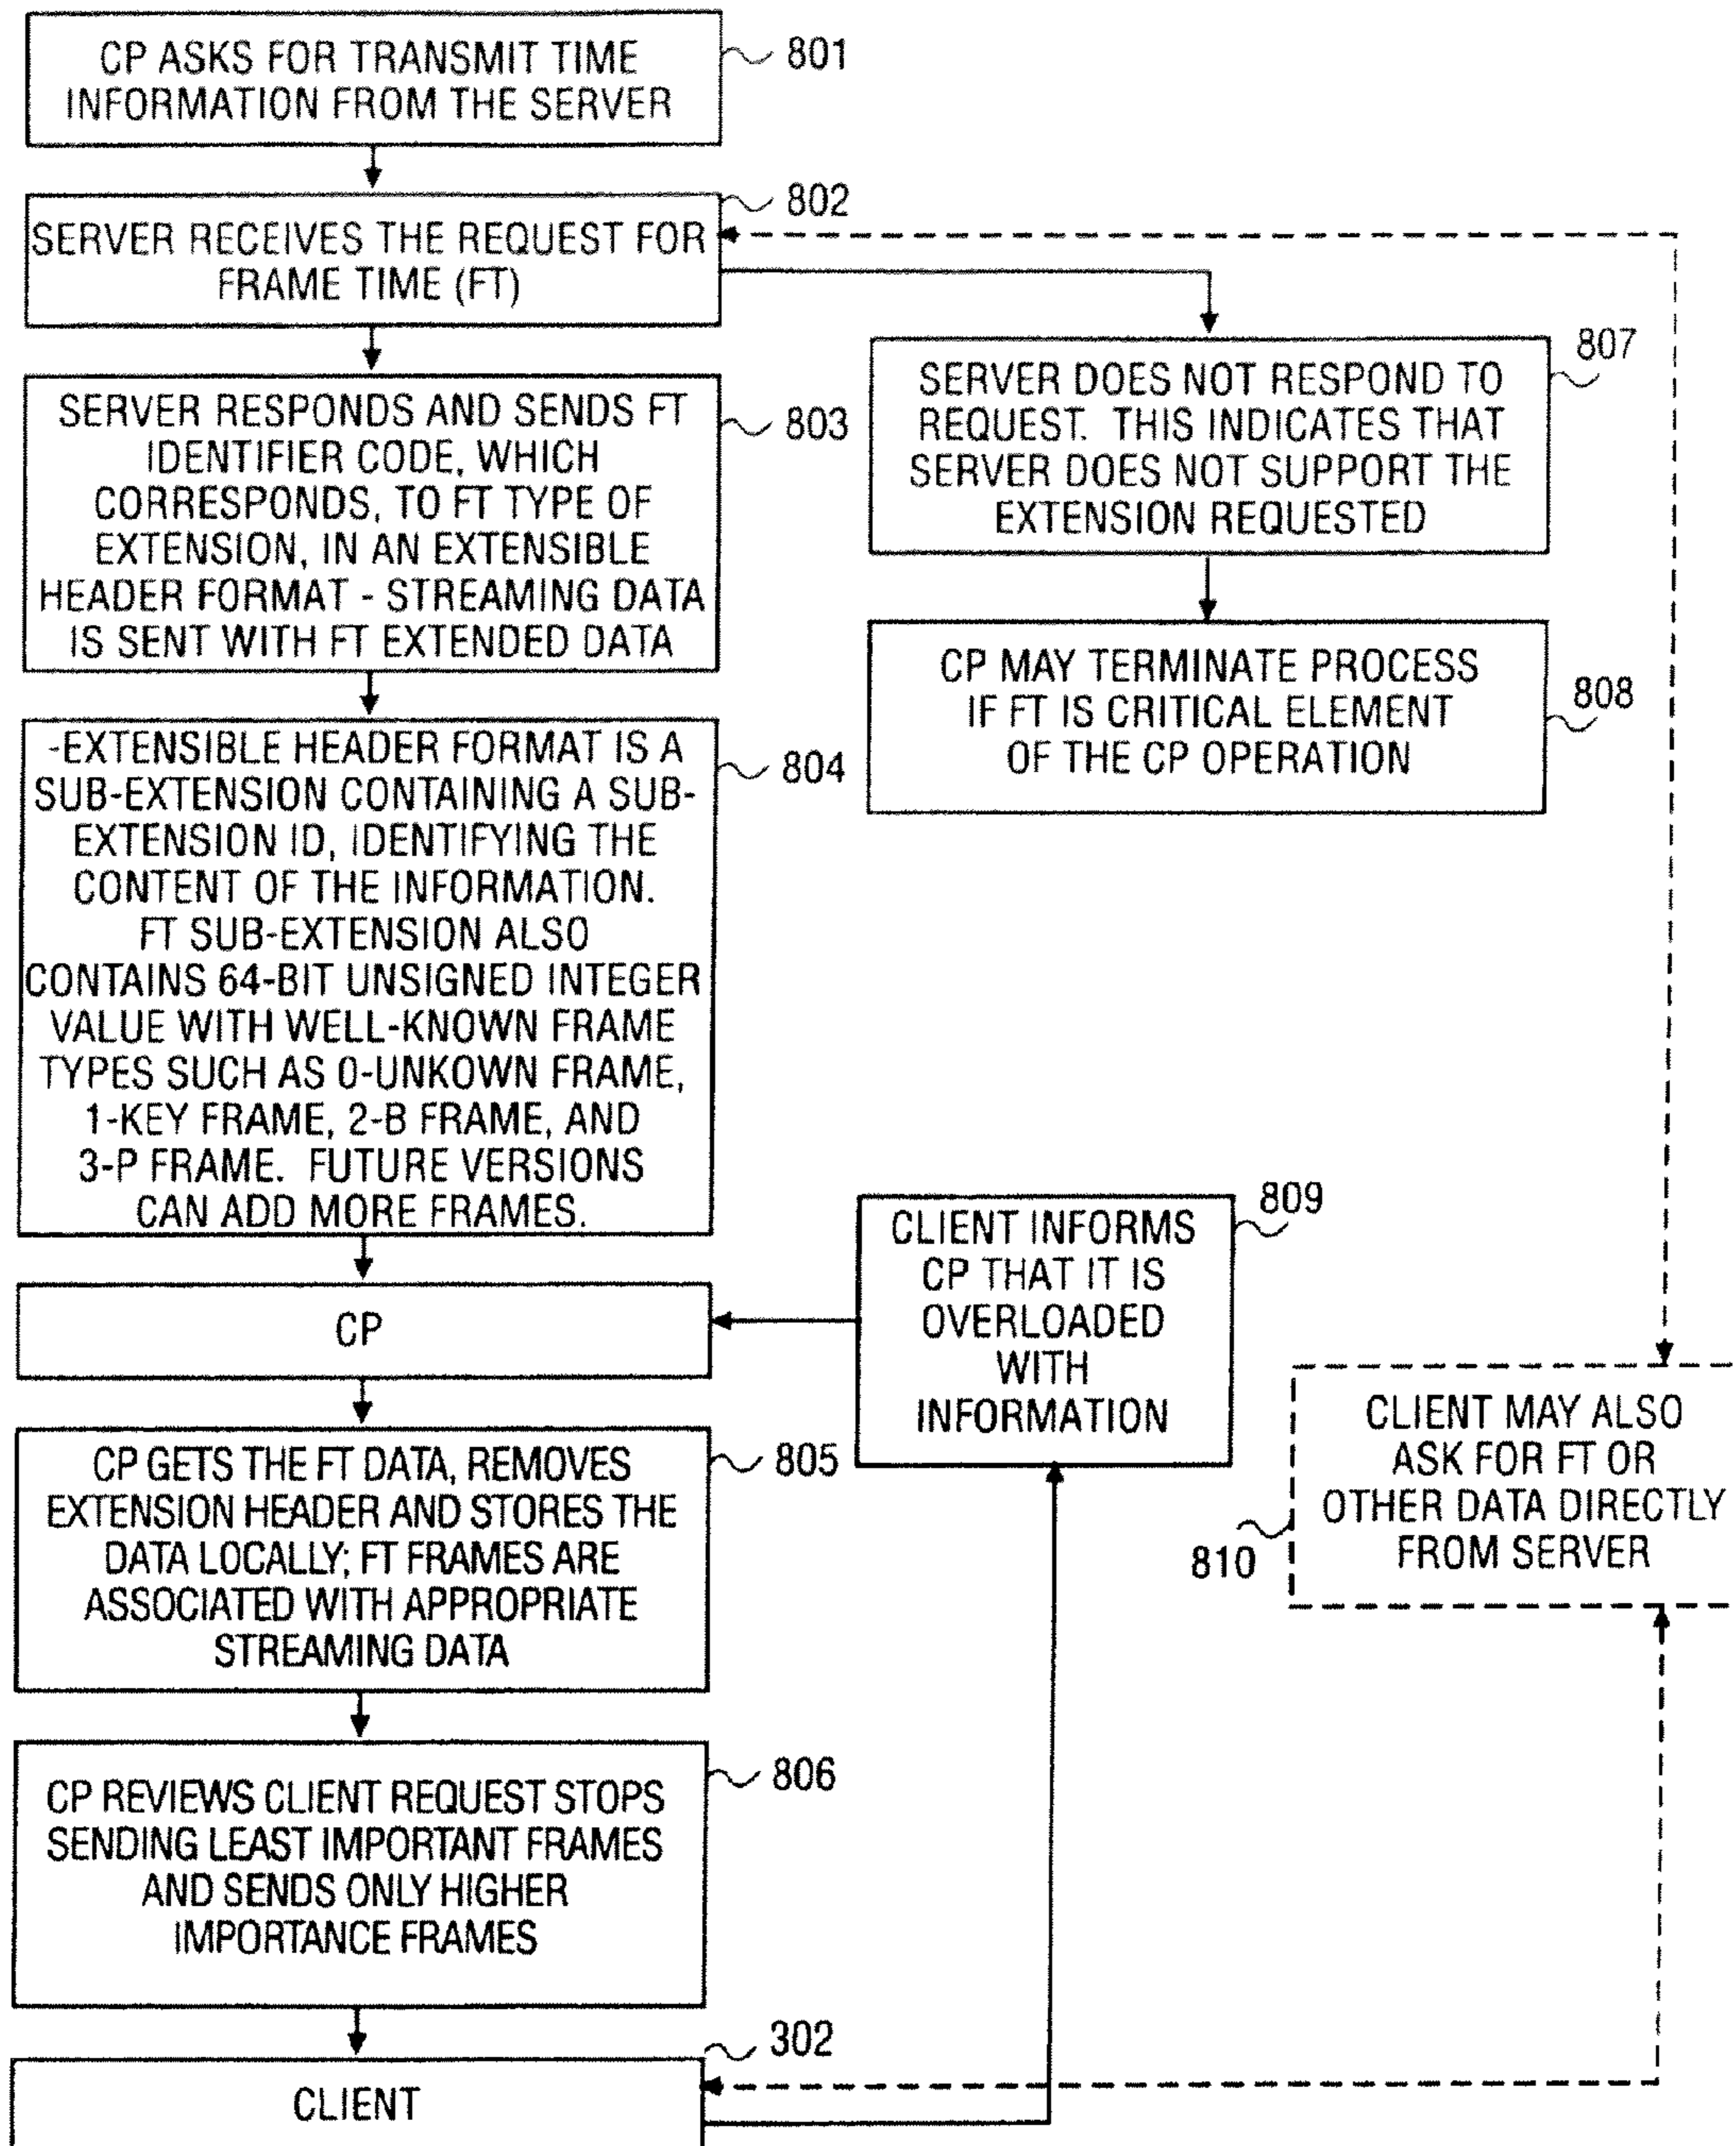 CP ASKS FOR TRANSMIT TIME
INFORMATION FROM THE SERVER
801
SERVER RECEIVES THE REQUEST FOR
FRAME TIME (FT)
802
SERVER RESPONDS AND SENDS FT
IDENTIFIER CODE, WHICH
CORRESPONDS, TO FT TYPE OF
EXTENSION, IN AN EXTENSIBLE
HEADER FORMAT - STREAMING DATA
IS SENT WITH FT EXTENDED DATA
803
SERVER DOES NOT RESPOND TO
REQUEST. THIS INDICATES THAT
SERVER DOES NOT SUPPORT THE
EXTENSION REQUESTED
807
CP MAY TERMINATE PROCESS
IF FT IS CRITICAL ELEMENT
OF THE CP OPERATION
808
-EXTENSIBLE HEADER FORMAT IS A
SUB-EXTENSION CONTAINING A SUB-
EXTENSION ID, IDENTIFYING THE
CONTENT OF THE INFORMATION.
FT SUB-EXTENSION ALSO
CONTAINS 64-BIT UNSIGNED INTEGER
VALUE WITH WELL-KNOWN FRAME
TYPES SUCH AS 0-UNKOWN FRAME,
1-KEY FRAME, 2-B FRAME, AND
3-P FRAME. FUTURE VERSIONS
CAN ADD MORE FRAMES.
804
CP
CLIENT INFORMS
CP THAT IT IS
OVERLOADED
WITH
INFORMATION
809
CLIENT MAY ALSO
ASK FOR FT OR
OTHER DATA DIRECTLY
FROM SERVER
810
CP GETS THE FT DATA, REMOVES
EXTENSION HEADER AND STORES THE
DATA LOCALLY; FT FRAMES ARE
ASSOCIATED WITH APPROPRIATE
STREAMING DATA
805
CP REVIEWS CLIENT REQUEST STOPS
SENDING LEAST IMPORTANT FRAMES
AND SENDS ONLY HIGHER
IMPORTANCE FRAMES
806
CLIENT
302